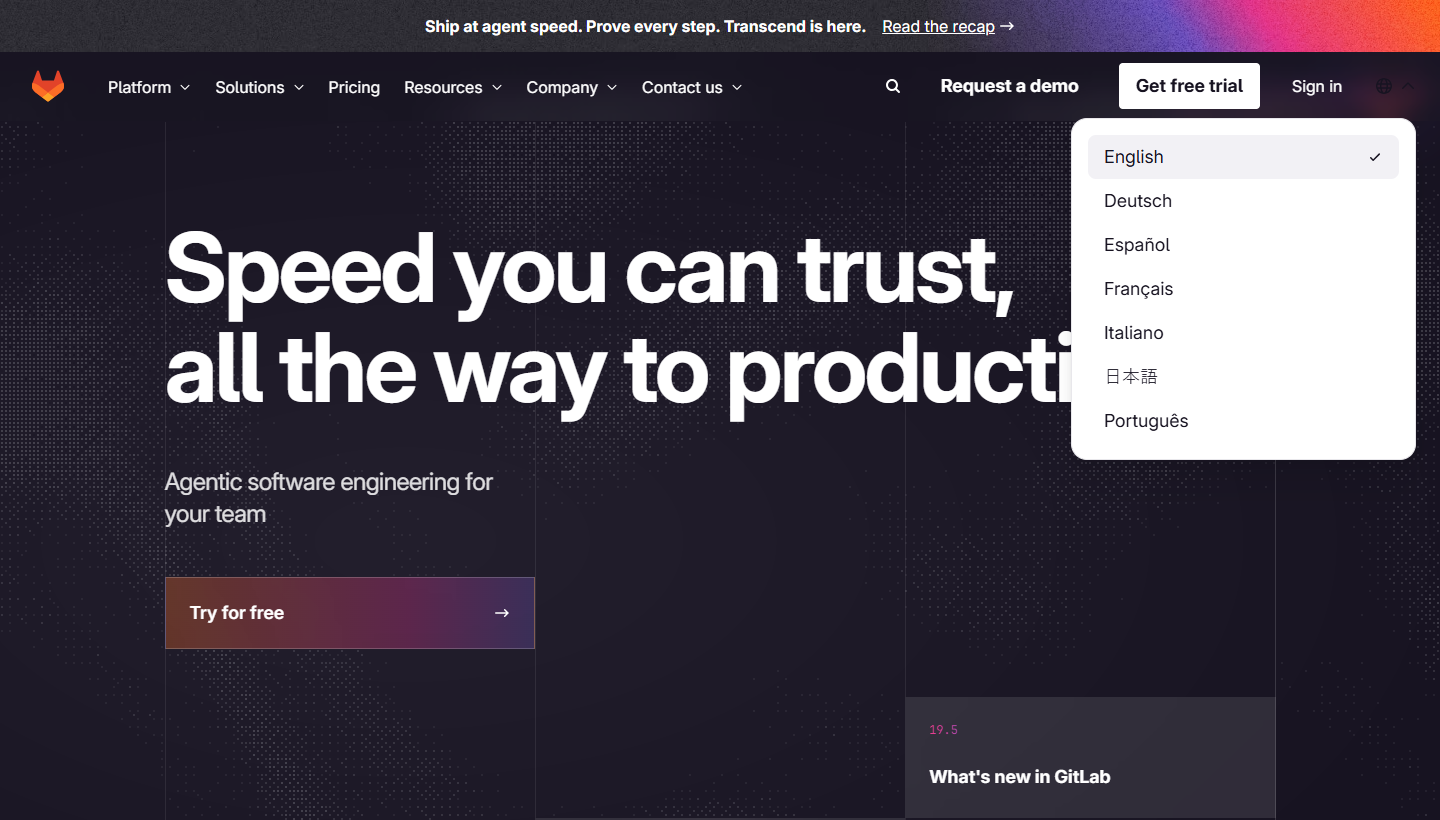 Ship at agent speed. Prove every step. Transcend is here. Read the recap →
Platform Solutions Pricing Resources Company Contact us Request a demo Get free trial Sign in
English
Deutsch
Español
Français
Italiano
日本語
Português
Speed you can trust,
all the way to producti
Agentic software engineering for
your team
Try for free →
19.5
What's new in GitLab